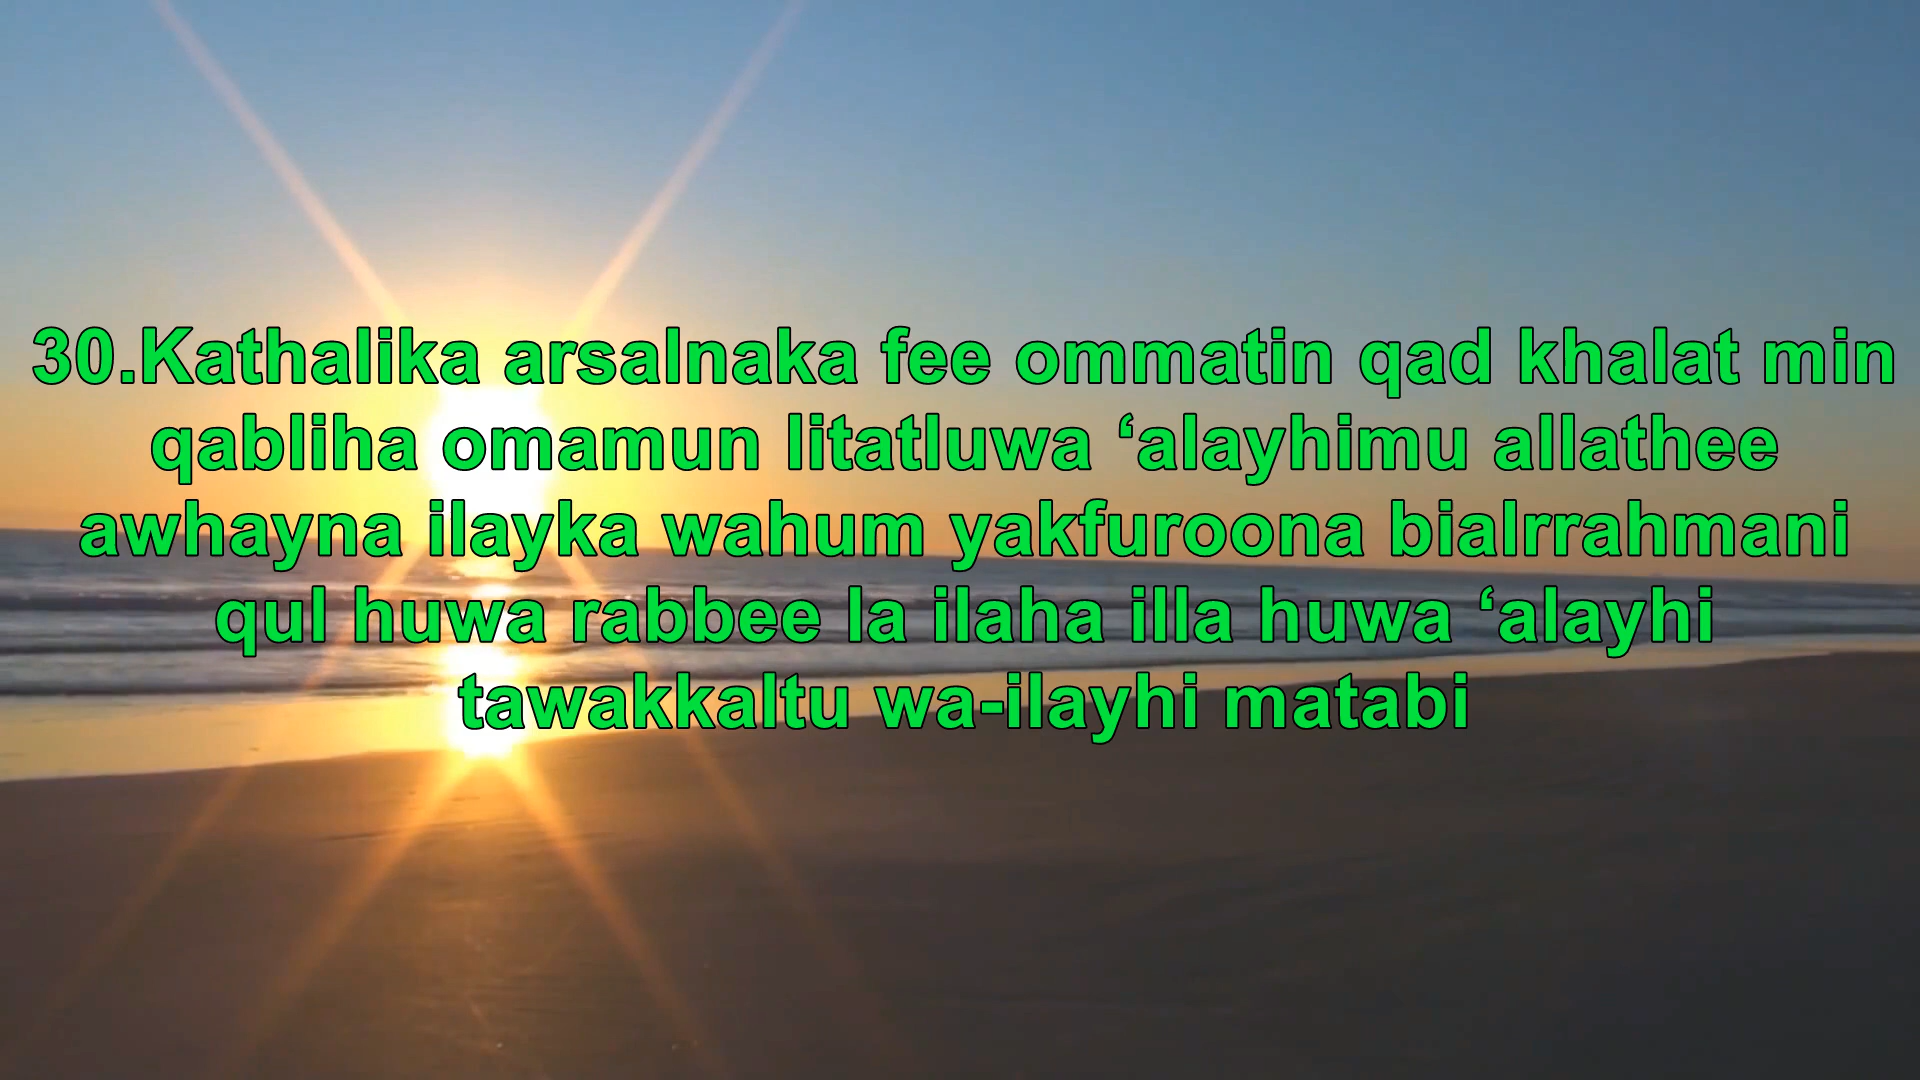 30.Kathalika arsalnaka fee ommatin qad khalat min
qabliha omamun litatluwa ‘alayhimu allathee
awhayna ilayka wahum yakfuroona bialrrahmani
qul huwa rabbee la ilaha illa huwa ‘alayhi
tawakkaltu wa-ilayhi matabi